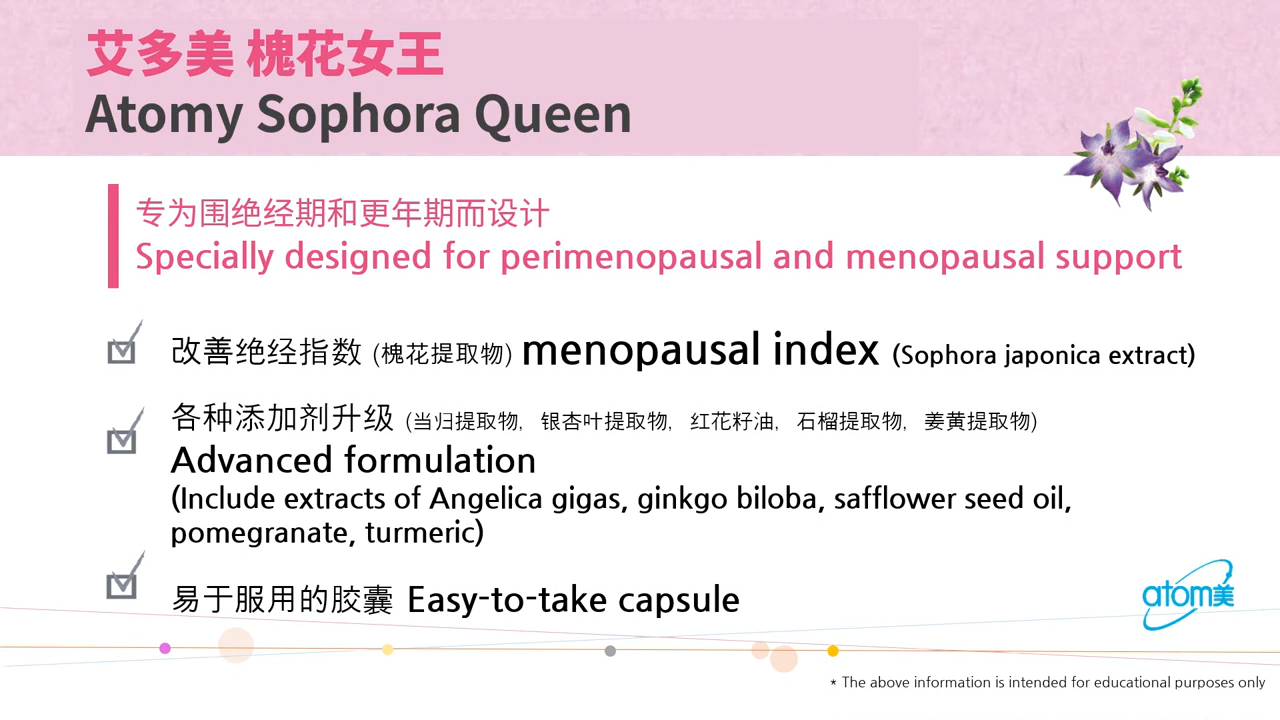 艾多美 槐花女王
Atomy Sophora Queen
专为围绝经期和更年期而设计
Specially designed for perimenopausal and menopausal support
改善绝经指数 (槐花提取物) menopausal index (Sophora japonica extract)
各种添加剂升级 (当归提取物, 银杏叶提取物, 红花籽油, 石榴提取物, 姜黄提取物)
Advanced formulation
(Include extracts of Angelica gigas, ginkgo biloba, safflower seed oil,
pomegranate, turmeric)
易于服用的胶囊 Easy-to-take capsule
atom美
* The above information is intended for educational purposes only